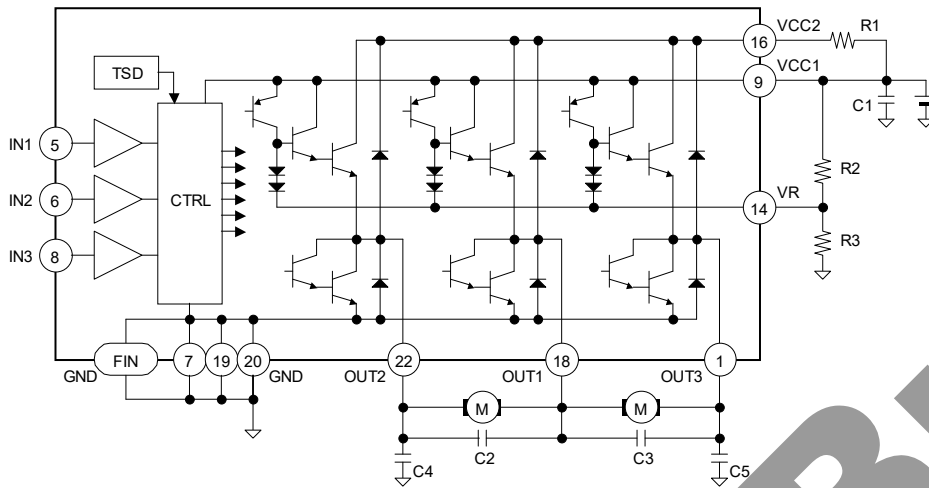 VCC2
R1
16
TSD
VCC1
9
C1
IN1
5
IN2
6
CTRL
R2
14
VR
IN3
8
R3
FIN
7
19
20
22
18
1
GND
GND
OUT2
OUT1
OUT3
M
M
C2
C3
C4
C5